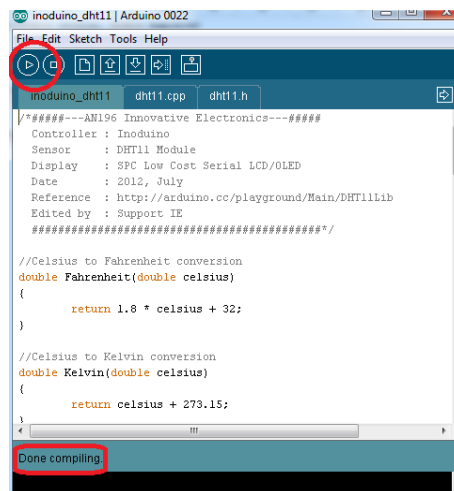 inoduino_dht11 | Arduino 0022
File Edit Sketch Tools Help
inoduino_dht11 dht11.cpp dht11.h
/*#####---AN196 Innovative Electronics---#####
Controller : Inoduino
Sensor : DHT11 Module
Display : SPC Low Cost Serial LCD/OLED
Date : 2012, July
Reference : http://arduino.cc/playground/Main/DHT11Lib
Edited by : Support IE
############################################*/
//Celsius to Fahrenheit conversion
double Fahrenheit(double celsius)
{
return 1.8 * celsius + 32;
}
//Celsius to Kelvin conversion
double Kelvin(double celsius)
{
return celsius + 273.15;
}
Done compiling.